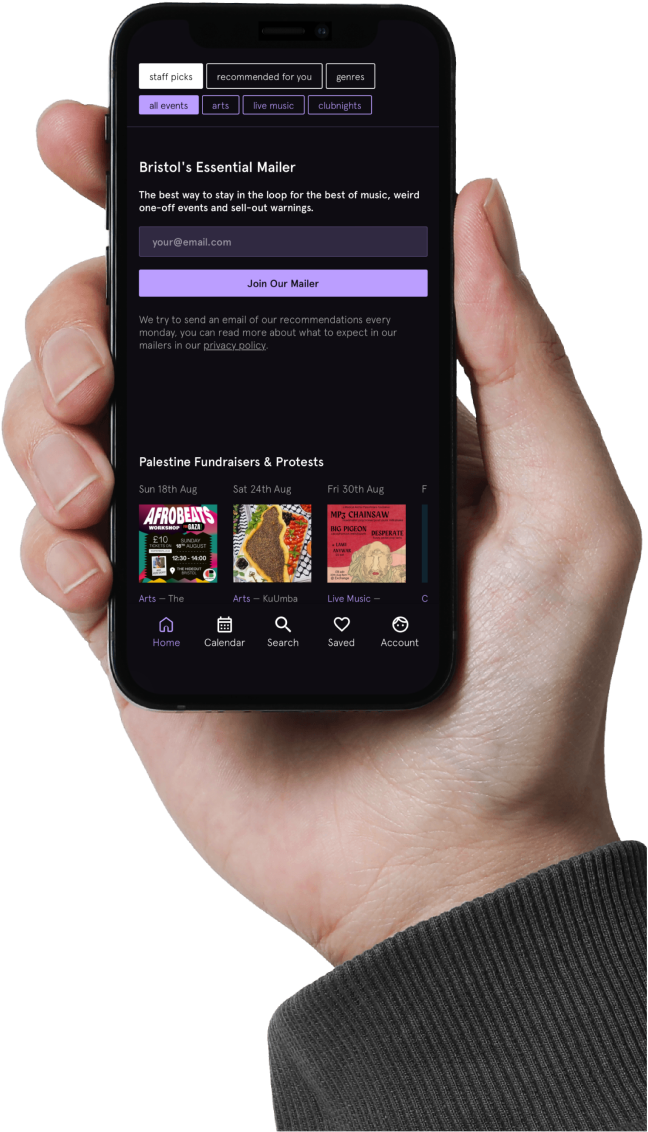 staff picks
recommended for you
genres
all events
arts
live music
clubnights
Bristol's Essential Mailer
The best way to stay in the loop for the best of music, weird
one-off events and sell-out warnings.
your@email.com
Join Our Mailer
We try to send an email of our recommendations every
monday, you can read more about what to expect in our
mailers in our privacy policy.
Palestine Fundraisers & Protests
Sun 18th Aug
Sat 24th Aug
Fri 30th Aug
F
AFROBEATS
WORKSHOP FOR GAZA
£10
SUNDAY
18TH AUGUST
12:30 - 14:00
THE HIDEOUT
BRISTOL
MP3 CHAINSAW
BIG PIGEON
DESPERATE
Arts — The
Arts — KuUmba
Live Music —
C
Home
Calendar
Search
Saved
Account